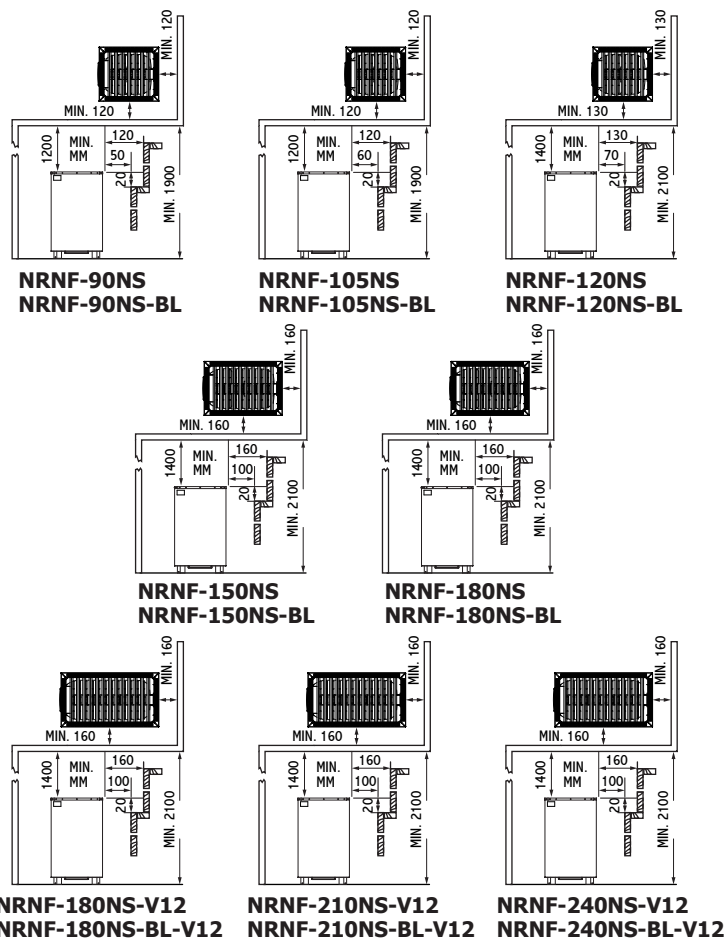 MIN. 120
MIN. 120
1200
MIN.
MM
120
50
20
MIN. 1900
NRNF-90NS
NRNF-90NS-BL
MIN. 120
MIN. 120
1200
MIN.
MM
120
60
20
MIN. 1900
NRNF-105NS
NRNF-105NS-BL
MIN. 130
MIN. 130
1400
MIN.
MM
130
70
20
MIN. 2100
NRNF-120NS
NRNF-120NS-BL
MIN. 160
MIN. 160
1400
MIN.
MM
160
100
20
MIN. 2100
NRNF-150NS
NRNF-150NS-BL
MIN. 160
MIN. 160
1400
MIN.
MM
160
100
20
MIN. 2100
NRNF-180NS
NRNF-180NS-BL
MIN. 160
MIN. 160
1400
MIN.
MM
160
100
20
MIN. 2100
NRNF-180NS-V12
NRNF-180NS-BL-V12
MIN. 160
MIN. 160
1400
MIN.
MM
160
100
20
MIN. 2100
NRNF-210NS-V12
NRNF-210NS-BL-V12
MIN. 160
MIN. 160
1400
MIN.
MM
160
100
20
MIN. 2100
NRNF-240NS-V12
NRNF-240NS-BL-V12